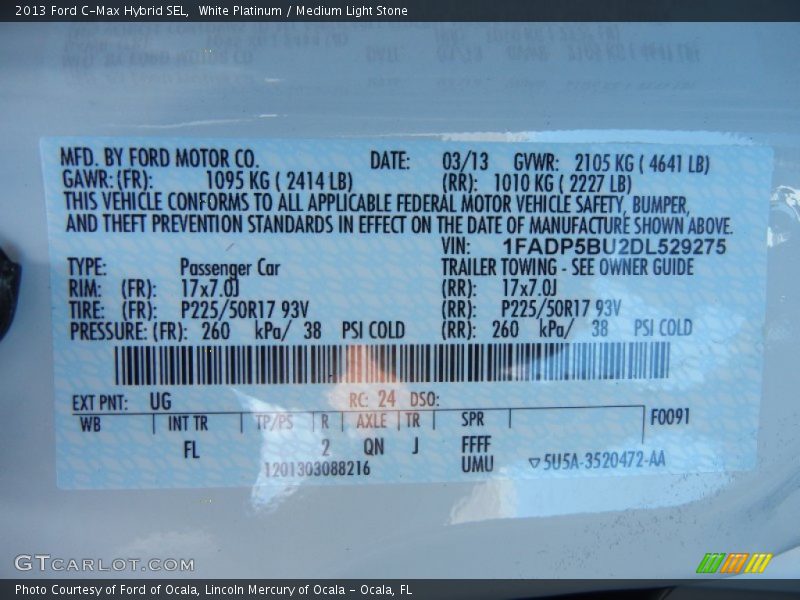 2013 Ford C-Max Hybrid SEL,  White Platinum / Medium Light Stone
MFD. BY FORD MOTOR CO. DATE: 03/13 GVWR: 2105 KG ( 4641 LB)
GAWR: (FR): 1095 KG ( 2414 LB) (RR): 1010 KG ( 2227 LB)
THIS VEHICLE CONFORMS TO ALL APPLICABLE FEDERAL MOTOR VEHICLE SAFETY, BUMPER,
AND THEFT PREVENTION STANDARDS IN EFFECT ON THE DATE OF MANUFACTURE SHOWN ABOVE.
VIN: 1FADP5BU2DL529275
TYPE: Passenger Car TRAILER TOWING - SEE OWNER GUIDE
RIM: (FR): 17x7.0J (RR): 17x7.0J
TIRE: (FR): P225/50R17 93V (RR): P225/50R17 93V
PRESSURE: (FR): 260 kPa/ 38 PSI COLD (RR): 260 kPa/ 38 PSI COLD
EXT PNT: UG RC: 24 DSO:
WB INT TR TP/PS R AXLE TR SPR F0091
FL 2 QN J FFFF
1201303088216 UMU ▽5U5A-3520472-AA
GTCARLOT.COM
Photo Courtesy of Ford of Ocala, Lincoln Mercury of Ocala - Ocala, FL